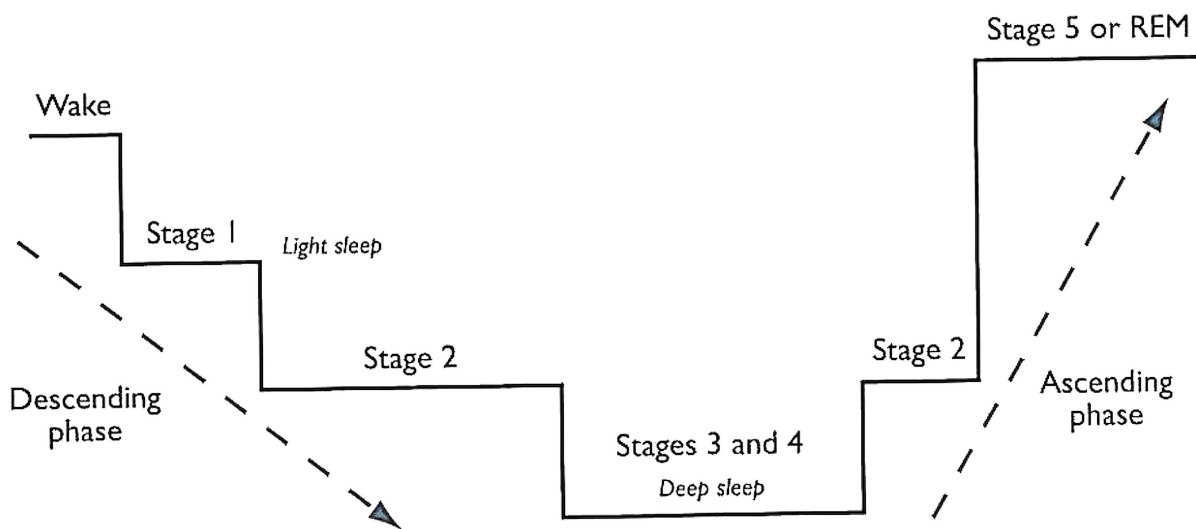 Stage 5 or REM
Wake
Stage 1
Light sleep
Stage 2
Stage 2
Descending
phase
Ascending
phase
Stages 3 and 4
Deep sleep